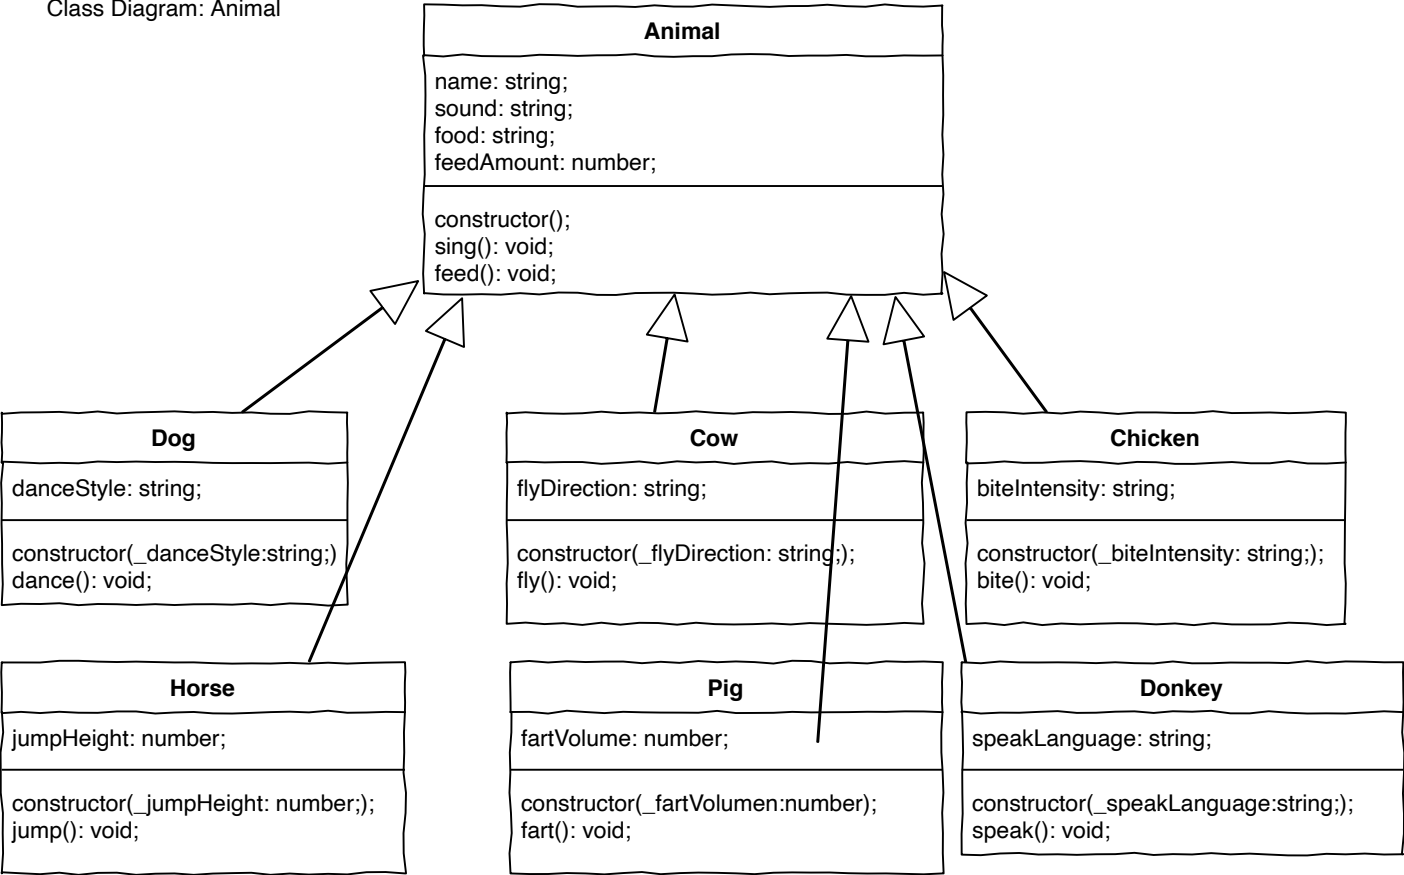 Class Diagram: Animal
Animal
name: string;
sound: string;
food: string;
feedAmount: number;
constructor();
sing(): void;
feed(): void;
Dog
danceStyle: string;
constructor(_danceStyle:string;)
dance(): void;
Cow
flyDirection: string;
constructor(_flyDirection: string;);
fly(): void;
Chicken
biteIntensity: string;
constructor(_biteIntensity: string;);
bite(): void;
Horse
jumpHeight: number;
constructor(_jumpHeight: number;);
jump(): void;
Pig
fartVolume: number;
constructor(_fartVolumen:number);
fart(): void;
Donkey
speakLanguage: string;
constructor(_speakLanguage:string;);
speak(): void;